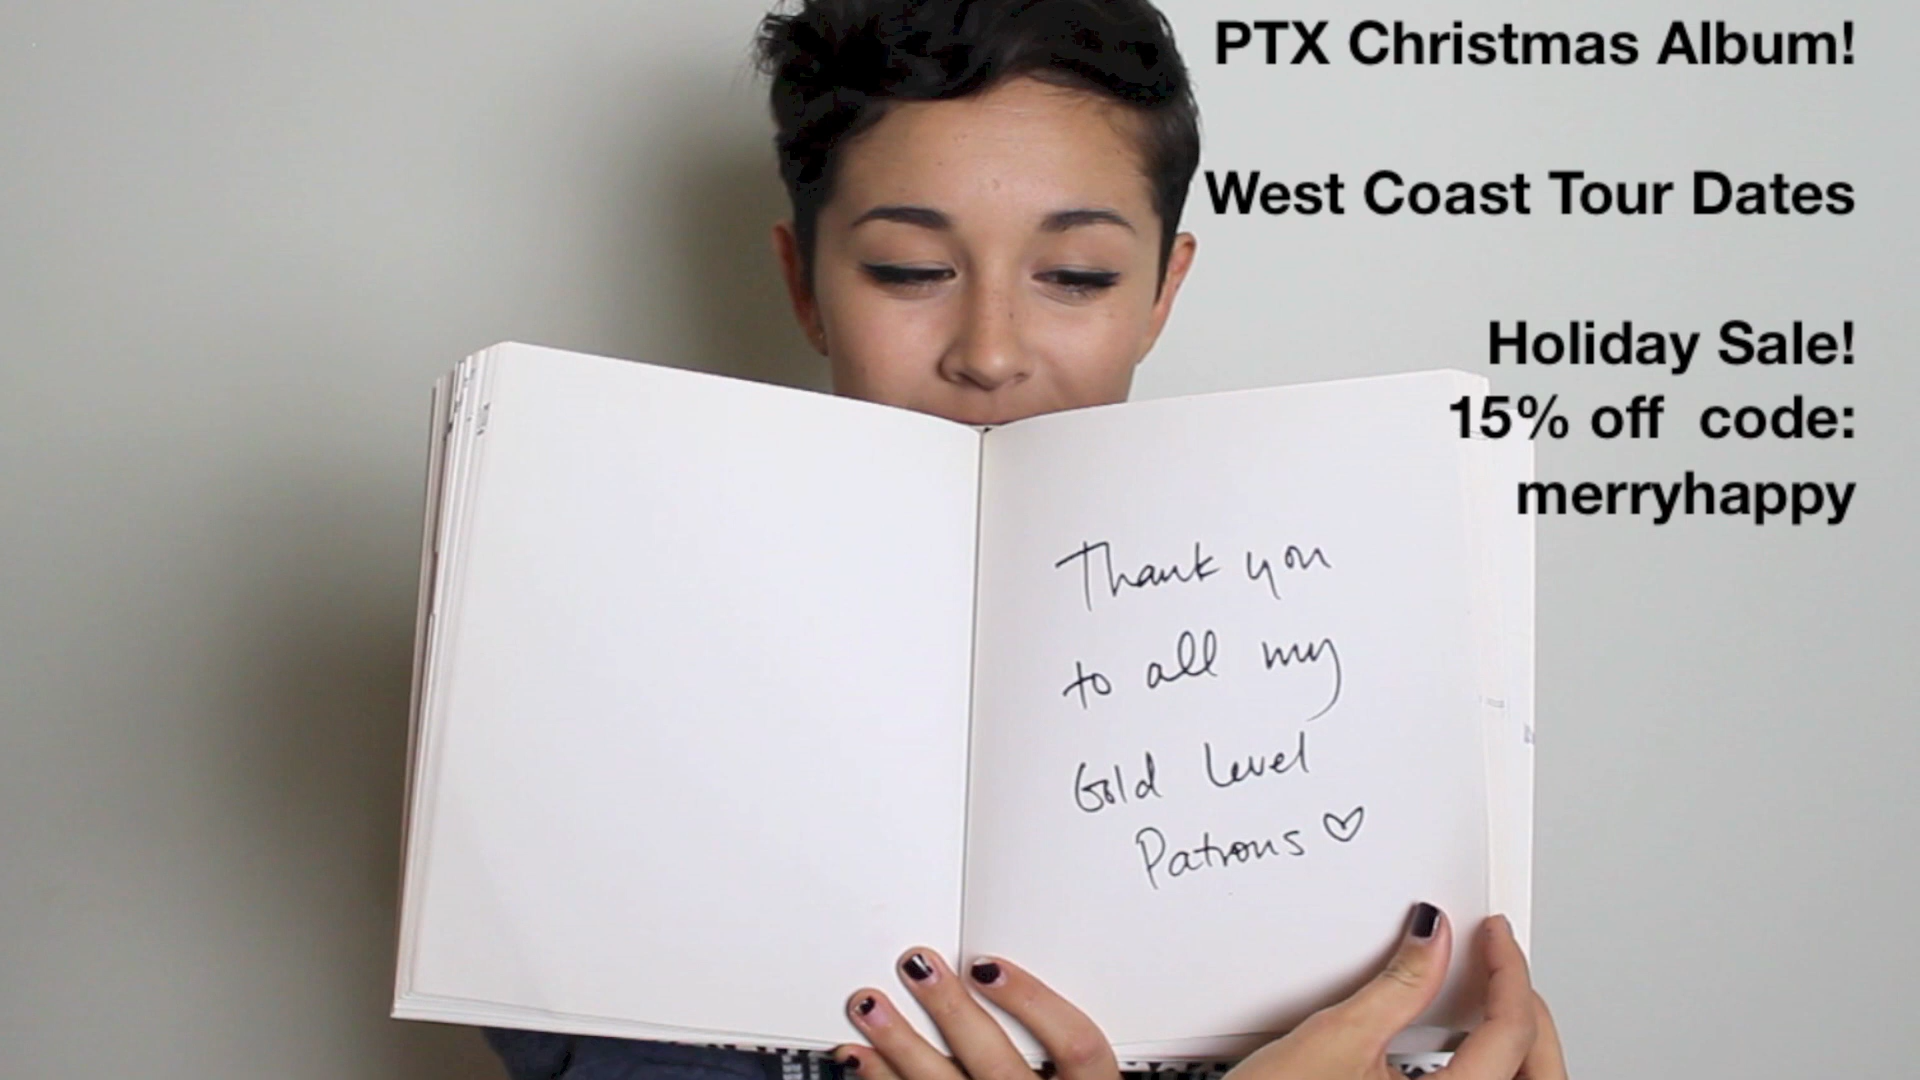 PTX Christmas Album!
West Coast Tour Dates
Holiday Sale!
15% off code:
merryhappy
Thank you
to all my
Gold Level
Patrons ♡